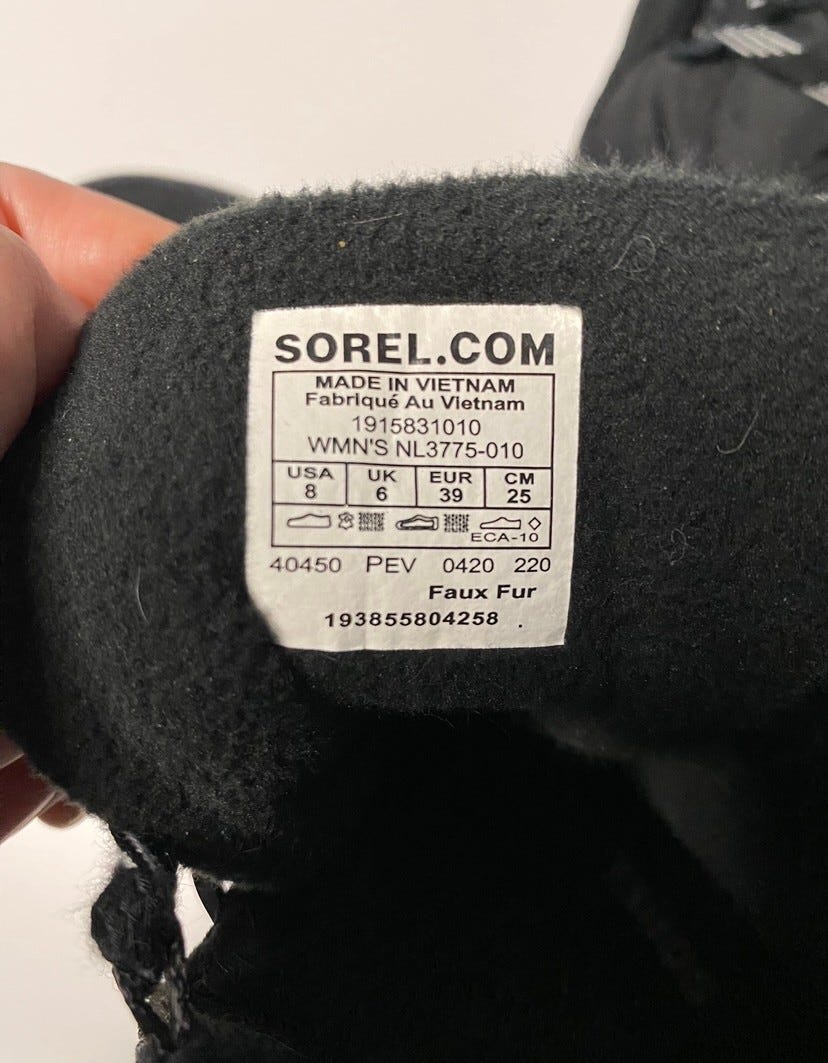 SOREL.COM
MADE IN VIETNAM
Fabriqué Au Vietnam
1915831010
WMN'S NL3775-010
USA UK EUR CM
8 6 39 25
ECA-10
40450 PEV 0420 220
Faux Fur
193855804258 .